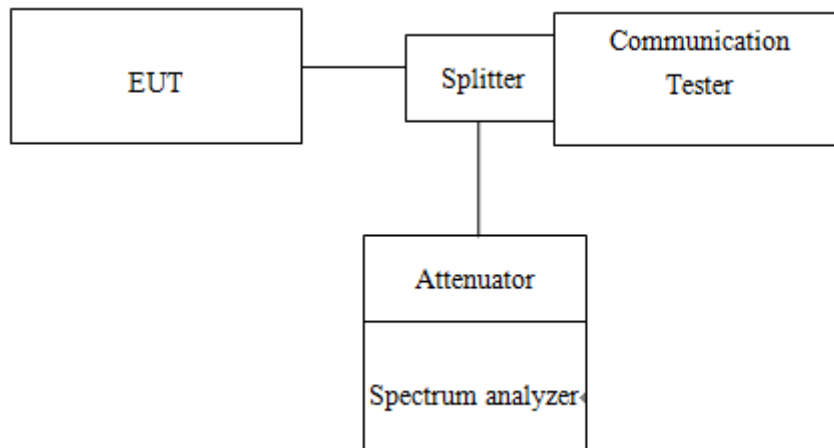 EUT
Splitter
Communication
Tester
Attenuator
Spectrum analyzer